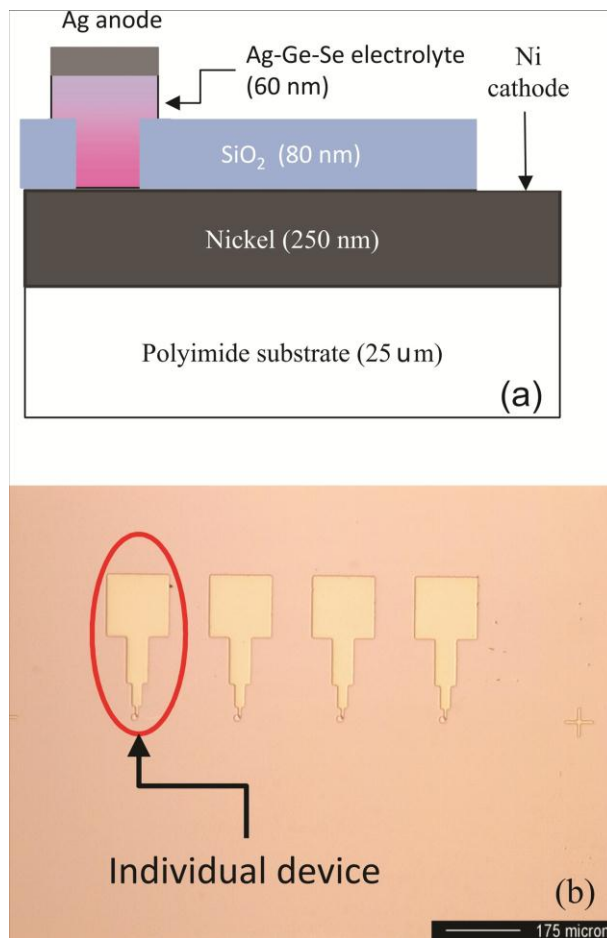 Ag anode
Ag-Ge-Se electrolyte
(60 nm)
Ni
cathode
SiO₂ (80 nm)
Nickel (250 nm)
Polyimide substrate (25 um)
(a)
Individual device
(b)
175 micron